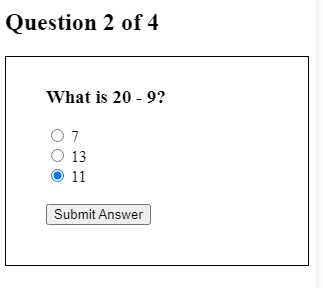 Question 2 of 4
What is 20 - 9?
7
13
11
Submit Answer